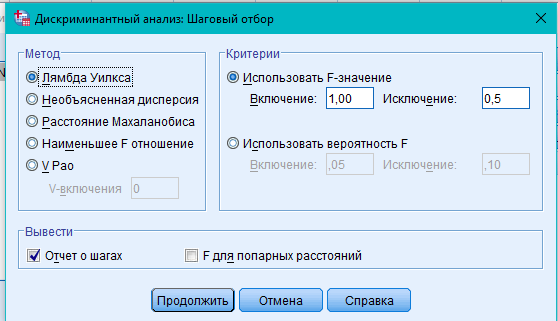 Дискриминантный анализ: Шаговый отбор
Метод
Лямбда Уилкса
Необъясненная дисперсия
Расстояние Махаланобиса
Наименьшее F отношение
V Рао
V-включения 0
Критерии
Использовать F-значение
Включение: 1,00 Исключение: 0,5
Использовать вероятность F
Включение: ,05 Исключение: ,10
Вывести
Отчет о шагах F для попарных расстояний
Продолжить Отмена Справка